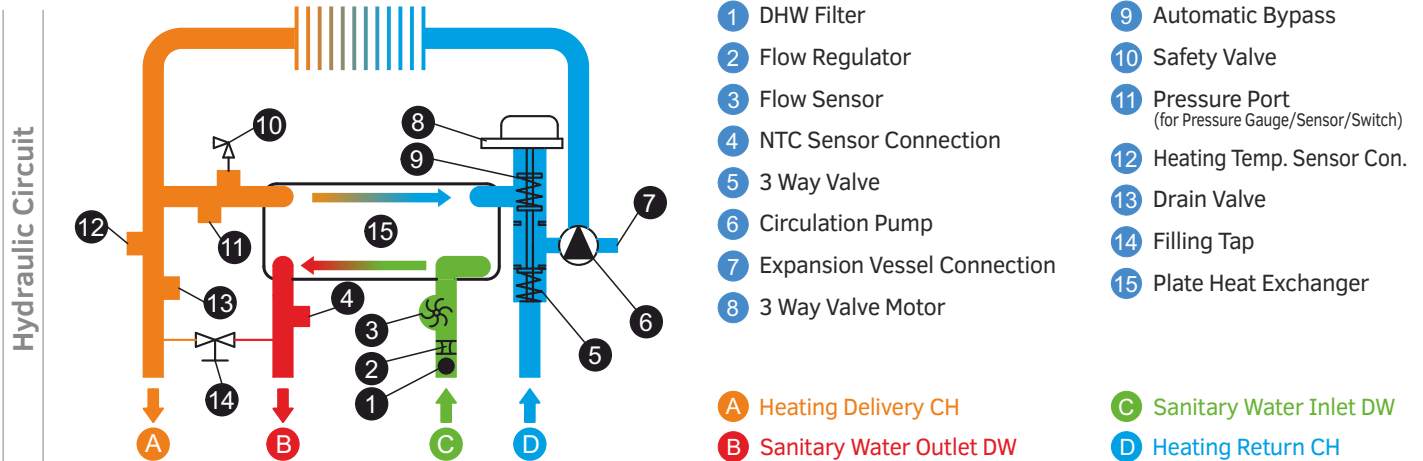 Hydraulic Circuit
10
8
9
7
12
11
15
13
4
3
6
2
5
14
1
A
B
C
D
1 DHW Filter
2 Flow Regulator
3 Flow Sensor
4 NTC Sensor Connection
5 3 Way Valve
6 Circulation Pump
7 Expansion Vessel Connection
8 3 Way Valve Motor
9 Automatic Bypass
10 Safety Valve
11 Pressure Port
(for Pressure Gauge/Sensor/Switch)
12 Heating Temp. Sensor Con.
13 Drain Valve
14 Filling Tap
15 Plate Heat Exchanger
A Heating Delivery CH
B Sanitary Water Outlet DW
C Sanitary Water Inlet DW
D Heating Return CH